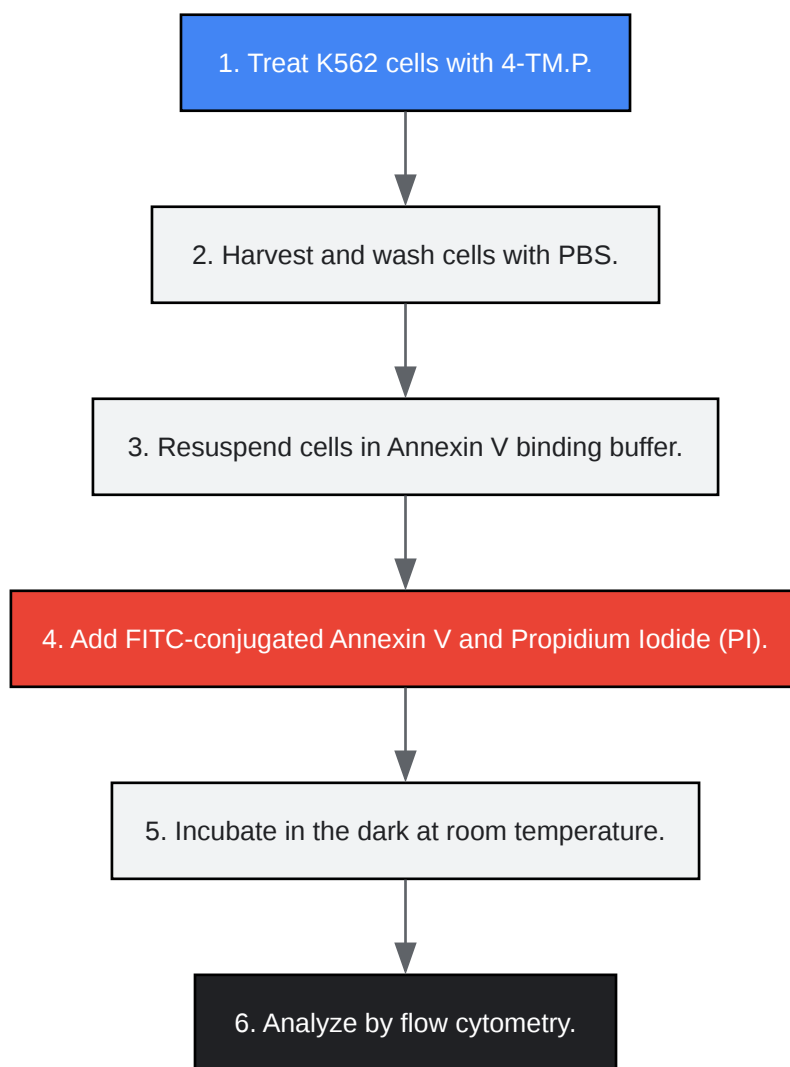 1. Treat K562 cells with 4-TM.P.
2. Harvest and wash cells with PBS.
3. Resuspend cells in Annexin V binding buffer.
4. Add FITC-conjugated Annexin V and Propidium Iodide (PI).
5. Incubate in the dark at room temperature.
6. Analyze by flow cytometry.